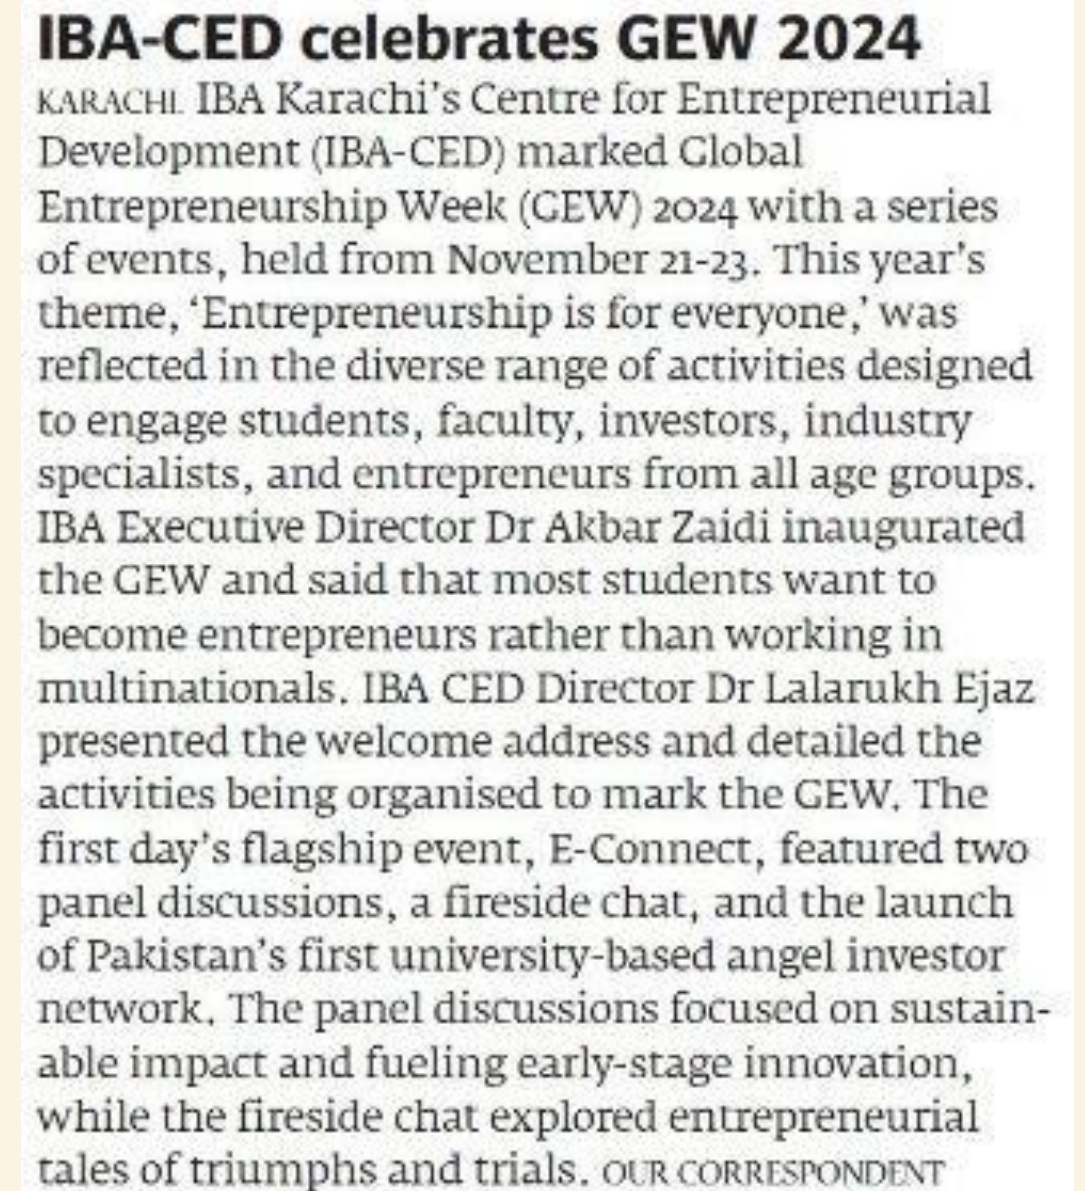 IBA-CED celebrates GEW 2024
KARACHI. IBA Karachi's Centre for Entrepreneurial
Development (IBA-CED) marked Global
Entrepreneurship Week (GEW) 2024 with a series
of events, held from November 21-23. This year's
theme, 'Entrepreneurship is for everyone,' was
reflected in the diverse range of activities designed
to engage students, faculty, investors, industry
specialists, and entrepreneurs from all age groups.
IBA Executive Director Dr Akbar Zaidi inaugurated
the GEW and said that most students want to
become entrepreneurs rather than working in
multinationals. IBA CED Director Dr Lalarukh Ejaz
presented the welcome address and detailed the
activities being organised to mark the GEW. The
first day's flagship event, E-Connect, featured two
panel discussions, a fireside chat, and the launch
of Pakistan's first university-based angel investor
network. The panel discussions focused on sustain-
able impact and fueling early-stage innovation,
while the fireside chat explored entrepreneurial
tales of triumphs and trials. OUR CORRESPONDENT